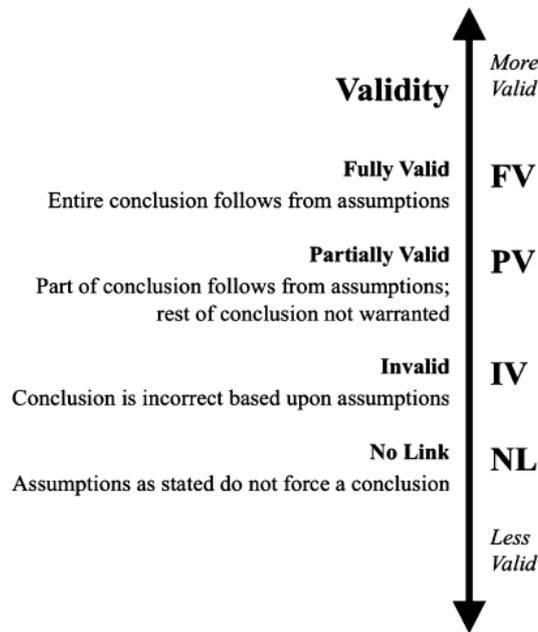 More
Valid
Validity
Fully Valid
FV
Entire conclusion follows from assumptions
Partially Valid
PV
Part of conclusion follows from assumptions;
rest of conclusion not warranted
Invalid
IV
Conclusion is incorrect based upon assumptions
No Link
NL
Assumptions as stated do not force a conclusion
Less
Valid